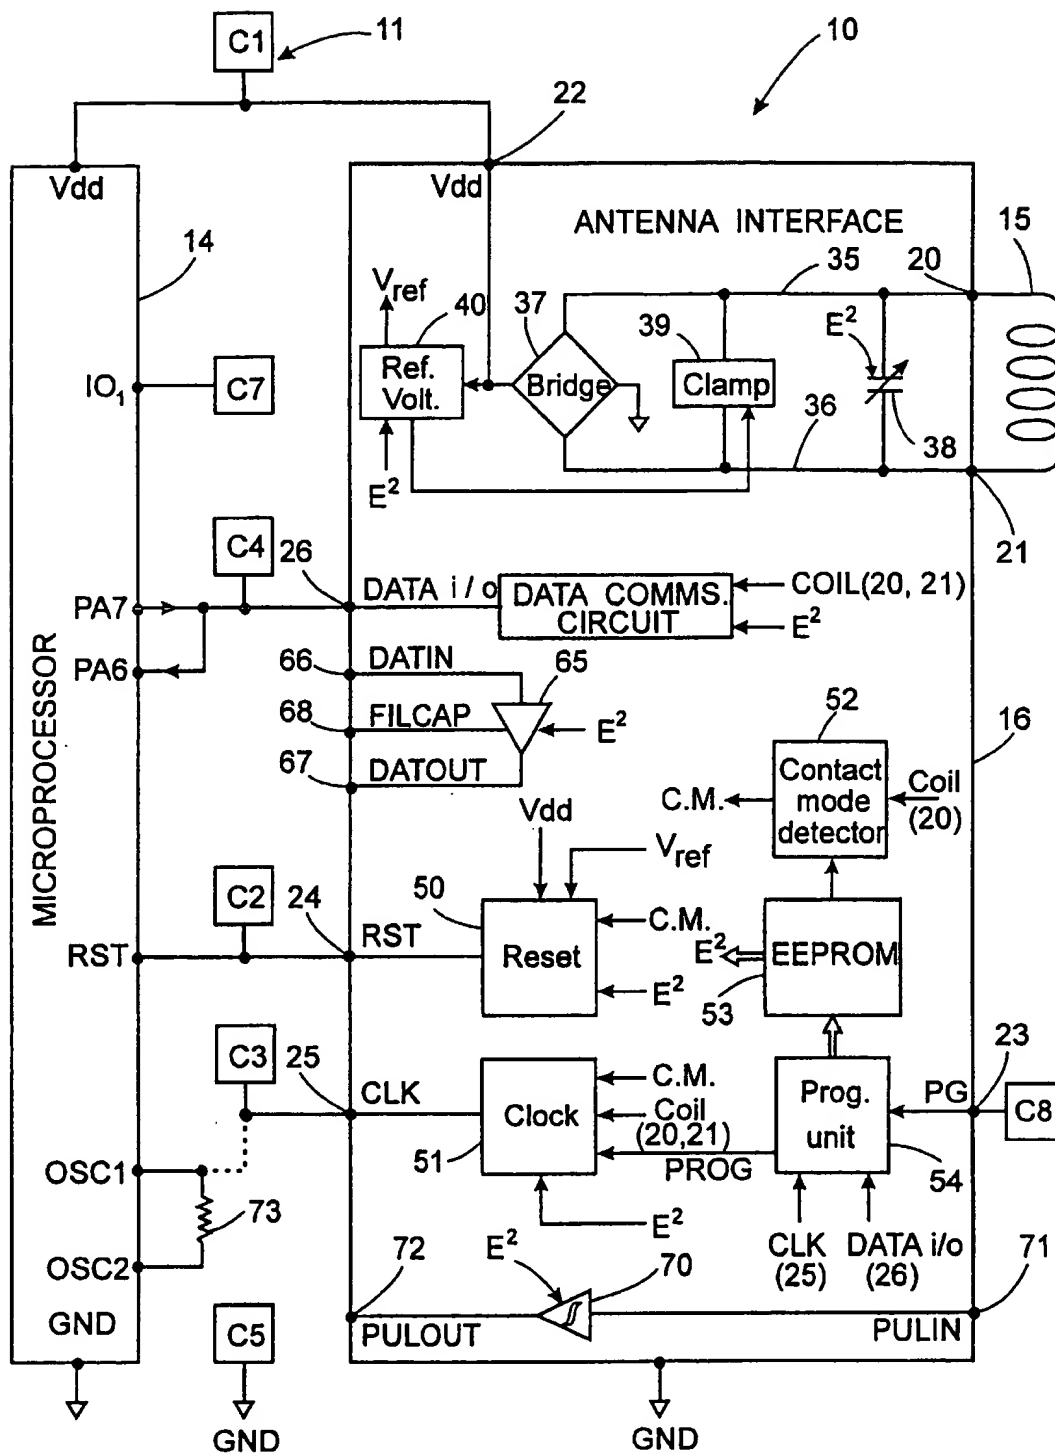 C1
11
10
22
Vdd
Vdd
ANTENNA INTERFACE
14
15
20
35
Vref
40
37
39
E²
Ref.
Volt.
Bridge
Clamp
IO₁
C7
36
38
E²
21
C4
26
DATA i/o
DATA COMMS.
CIRCUIT
COIL(20, 21)
E²
PA7
PA6
66
DATIN
65
68
FILCAP
E²
52
16
67
DATOUT
Contact
mode
detector
C.M.
Coil
(20)
Vdd
Vref
MICROPROCESSOR
C2
24
50
RST
RST
Reset
C.M.
E²
E²
EEPROM
53
C3
25
CLK
Clock
51
C.M.
Coil
(20,21)
PROG
E²
Prog.
unit
PG
23
C8
54
OSC1
73
OSC2
CLK
(25)
DATA i/o
(26)
72
E²
70
71
PULOUT
PULIN
GND
C5
GND
GND